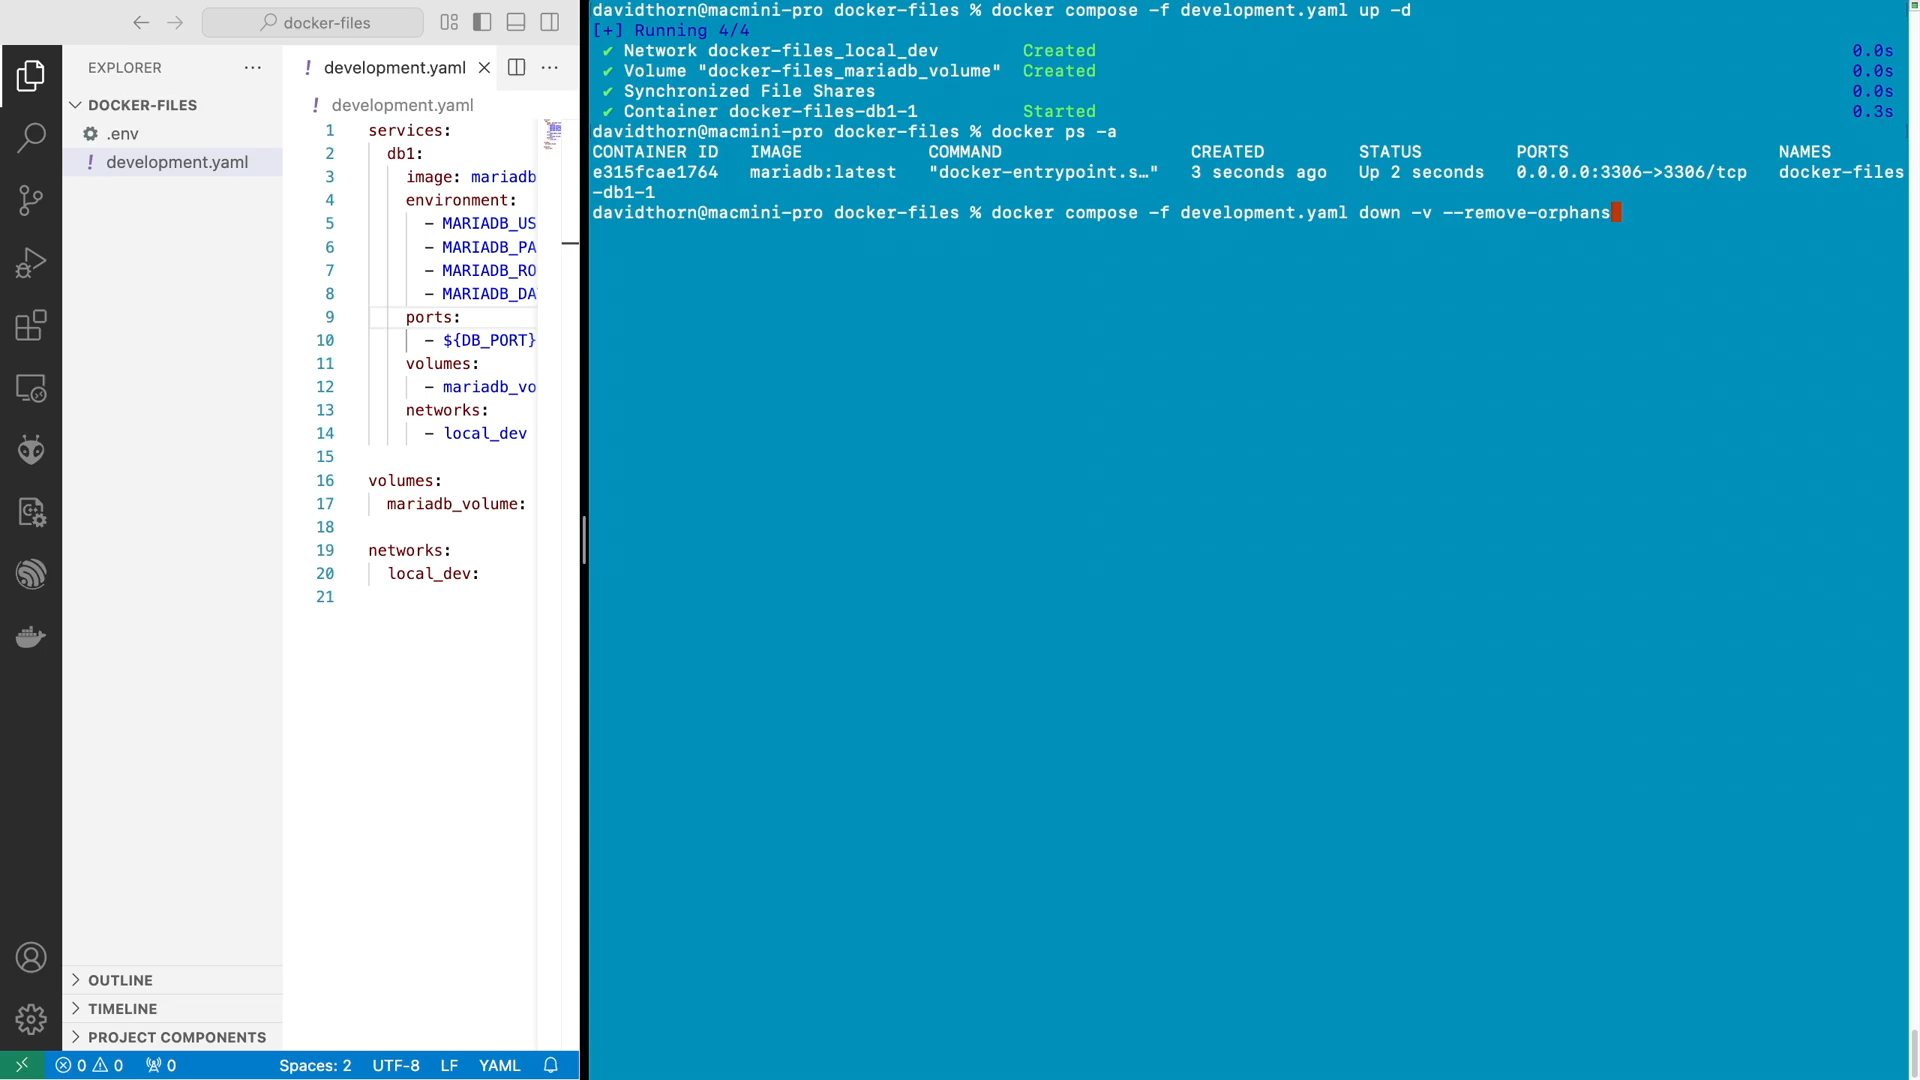 docker-files
EXPLORER
DOCKER-FILES
.env
! development.yaml
! development.yaml
! development.yaml
1 services:
2 db1:
3 image: mariadb
4 environment:
5 - MARIADB_US
6 - MARIADB_PA
7 - MARIADB_RO
8 - MARIADB_DA
9 ports:
10 - ${DB_PORT}
11 volumes:
12 - mariadb_vo
13 networks:
14 - local_dev
15
16 volumes:
17 mariadb_volume:
18
19 networks:
20 local_dev:
21
OUTLINE
TIMELINE
PROJECT COMPONENTS
0 0 0 Spaces: 2 UTF-8 LF YAML
davidthorn@macmini-pro docker-files % docker compose -f development.yaml up -d
[+] Running 4/4
✔ Network docker-files_local_dev Created 0.0s
✔ Volume "docker-files_mariadb_volume" Created 0.0s
✔ Synchronized File Shares 0.0s
✔ Container docker-files-db1-1 Started 0.3s
davidthorn@macmini-pro docker-files % docker ps -a
CONTAINER ID IMAGE COMMAND CREATED STATUS PORTS NAMES
e315fcae1764 mariadb:latest "docker-entrypoint.s…" 3 seconds ago Up 2 seconds 0.0.0.0:3306->3306/tcp docker-files
-db1-1
davidthorn@macmini-pro docker-files % docker compose -f development.yaml down -v --remove-orphans